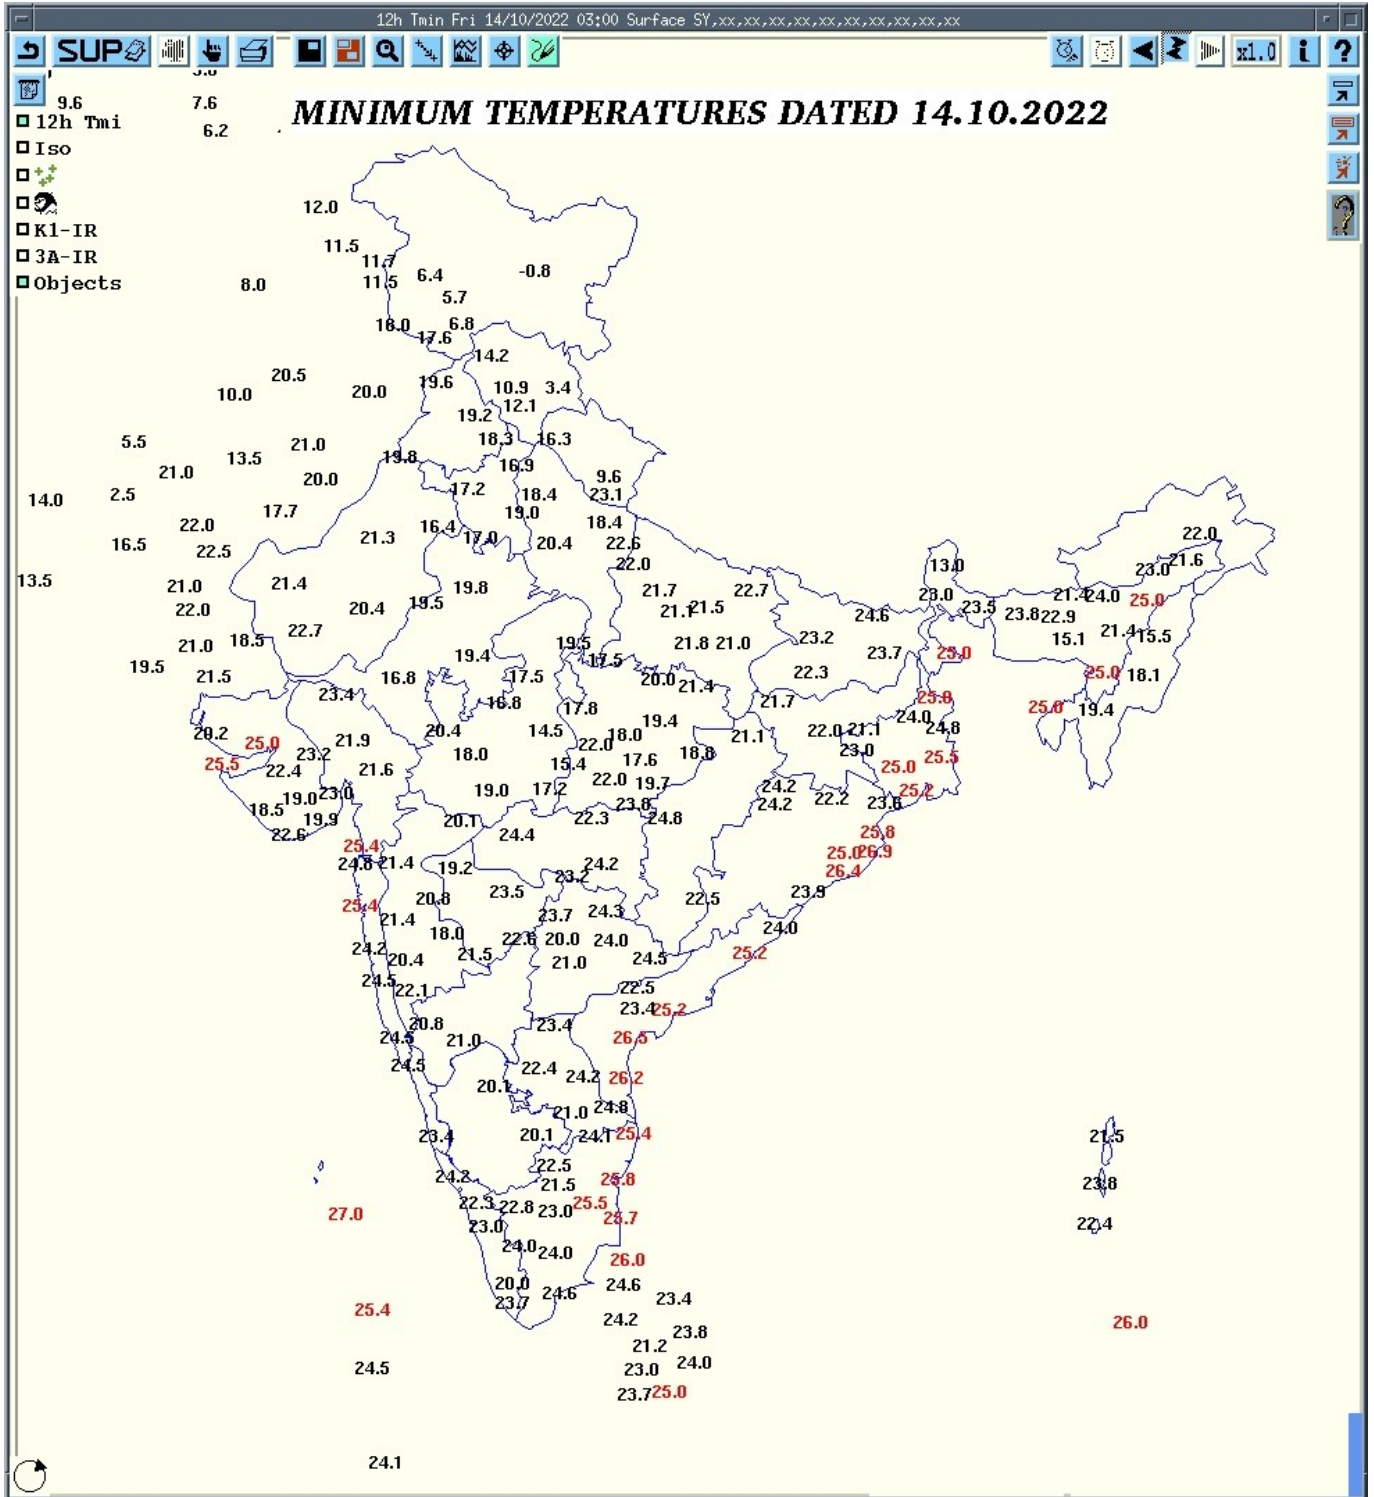 12h Tmin Fri 14/10/2022 03:00 Surface SY,xx,xx,xx,xx,xx,xx,xx,xx,xx,xx
SUP x1.0 i ?
9.6 7.6
MINIMUM TEMPERATURES DATED 14.10.2022
12h Tmi 6.2
Iso
K1-IR
3A-IR
Objects
12.0
11.5
11.7
6.4 -0.8
8.0 11.5
5.7
18.0 6.8
17.6
14.2
20.5 19.6
10.0 20.0 10.9 3.4
12.1
19.2
5.5 21.0 18.3 16.3
13.5 19.8
21.0 16.9
20.0 9.6
14.0 2.5 17.2 18.4 23.1
17.7 19.0
22.0 16.4 18.4
21.3 17.0 22.0
16.5 22.5 20.4 22.6
22.0 13.0 23.0 21.6
13.5 21.0 21.4 19.8 21.7 22.7
23.0 21.4 24.0 25.0
22.0 20.4 19.5 21.1 21.5 24.6 23.5 23.8 22.9
22.7 23.2 21.4 15.5
21.0 18.5 19.5 21.8 21.0 15.1
19.4 17.5 23.7 25.0
19.5 21.5 16.8 17.5 20.0 22.3 25.0 18.1
23.4 21.4
16.8 17.8 21.7 25.0 25.0 19.4
20.2 20.4 14.5 18.0 19.4 22.0 21.1 24.0 24.8
25.0 21.9 22.0 21.1
23.2 18.0 17.6 18.8 23.0 25.5
25.5 22.4 21.6 15.4 25.0
19.0 17.2 22.0 19.7 24.2 25.2
19.0 23.0 23.8 24.2 22.2 23.6
18.5 19.9 20.1 22.3 24.8
22.6 24.4 25.8
25.4 25.0 26.9
24.8 21.4 19.2 24.2 26.4
23.2
25.4 20.8 23.5 22.5 23.9
21.4 23.7 24.3
18.0 22.6 20.0 24.0 24.0
24.2 20.4 21.5 21.0 24.5 25.2
24.5 22.1 22.5
23.4 25.2
20.8 23.4
24.5 21.0 26.5
24.5 22.4 24.2 26.2
20.1
21.0 24.8
23.4 20.1 24.1 25.4 21.5
22.5
24.2 21.5 25.8 23.8
22.3 22.8 23.0 25.5
27.0 23.0 25.7 22.4
24.0 24.0
26.0
20.0 24.6 24.6
23.7 23.4
25.4 24.2
23.8 26.0
21.2
24.5 23.0 24.0
23.7 25.0
24.1